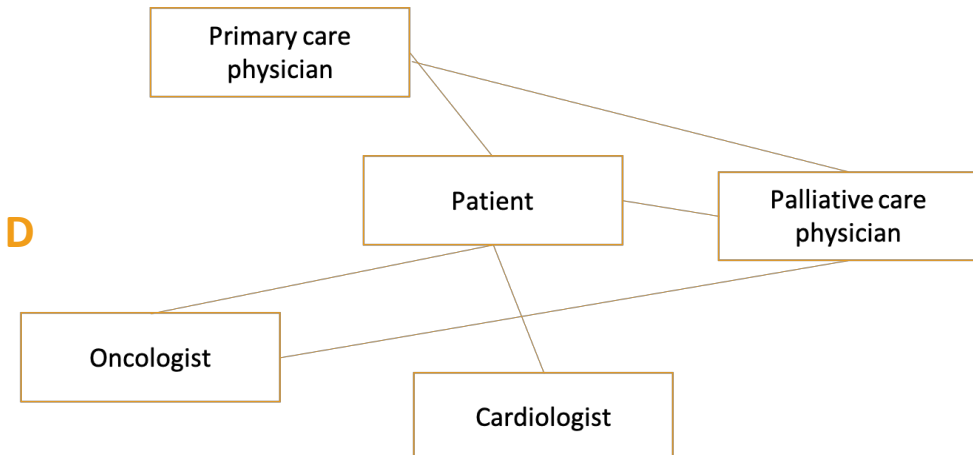 Primary care
physician
Patient
Palliative care
physician
D
Oncologist
Cardiologist